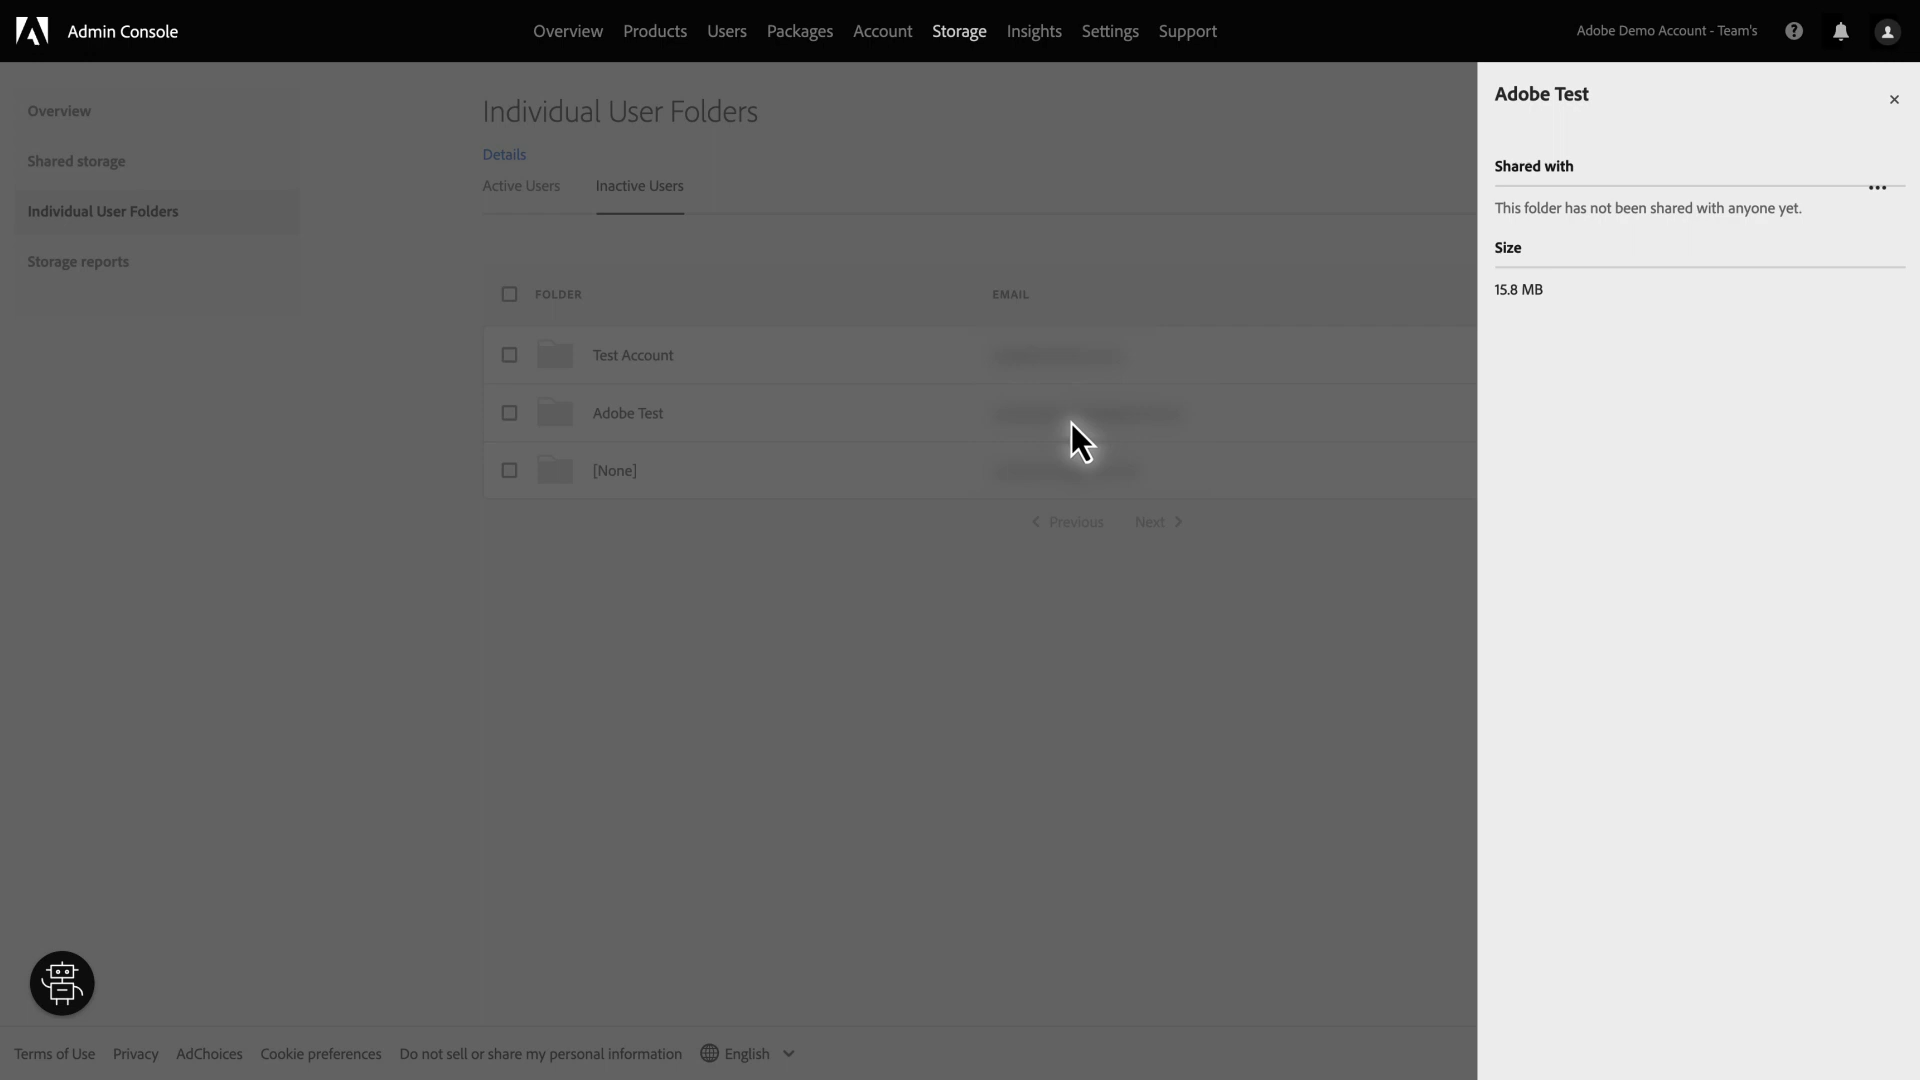 Admin Console
Overview Products Users Packages Account Storage Insights Settings Support
Adobe Demo Account - Team's
Overview
Shared storage
Individual User Folders
Storage reports
Individual User Folders
Details
Active Users Inactive Users
FOLDER EMAIL
Test Account
Adobe Test
[None]
Previous Next
Adobe Test
Shared with
This folder has not been shared with anyone yet.
Size
15.8 MB
Terms of Use Privacy AdChoices Cookie preferences Do not sell or share my personal information English